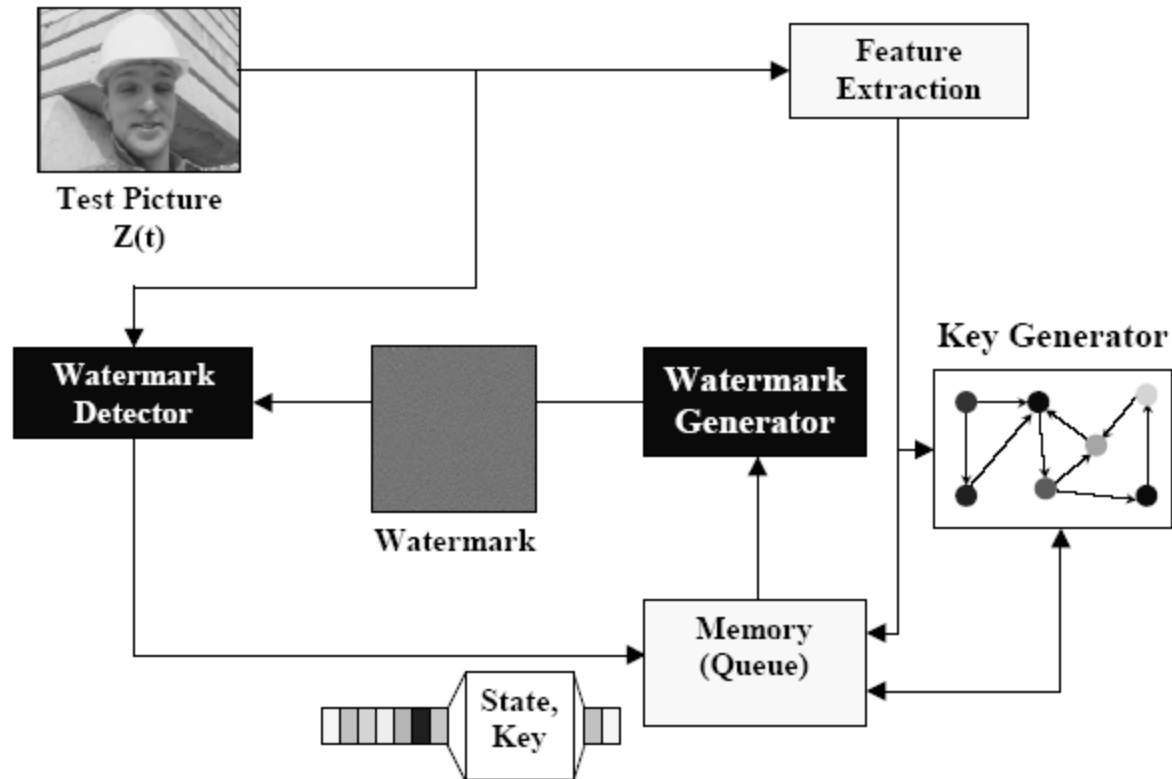 Feature
Extraction
Test Picture
Z(t)
Key Generator
Watermark
Detector
Watermark
Generator
Watermark
Memory
(Queue)
State,
Key